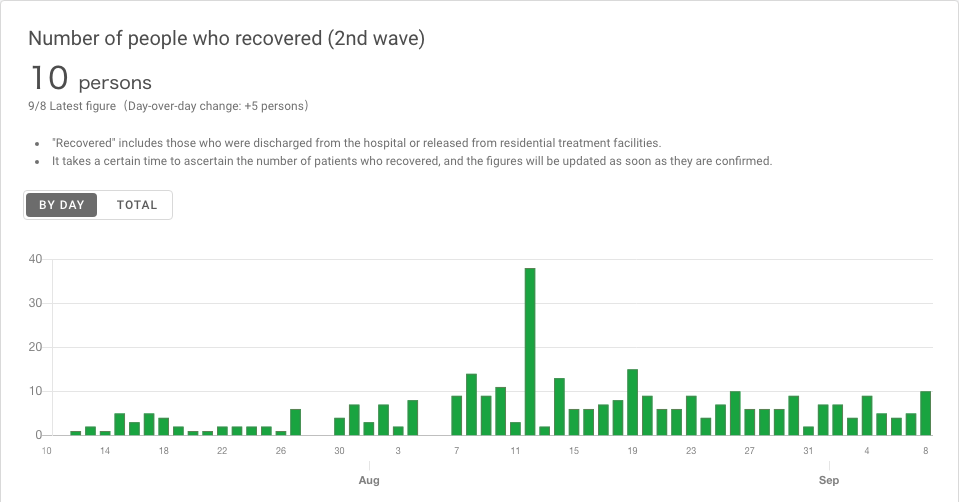 Number of people who recovered (2nd wave)
10 persons
9/8 Latest figure (Day-over-day change: +5 persons)
• "Recovered" includes those who were discharged from the hospital or released from residential treatment facilities.
• It takes a certain time to ascertain the number of patients who recovered, and the figures will be updated as soon as they are confirmed.
BY DAY TOTAL
40
30
20
10
0
10 14 18 22 26 30 3 7 11 15 19 23 27 31 4 8
Aug Sep